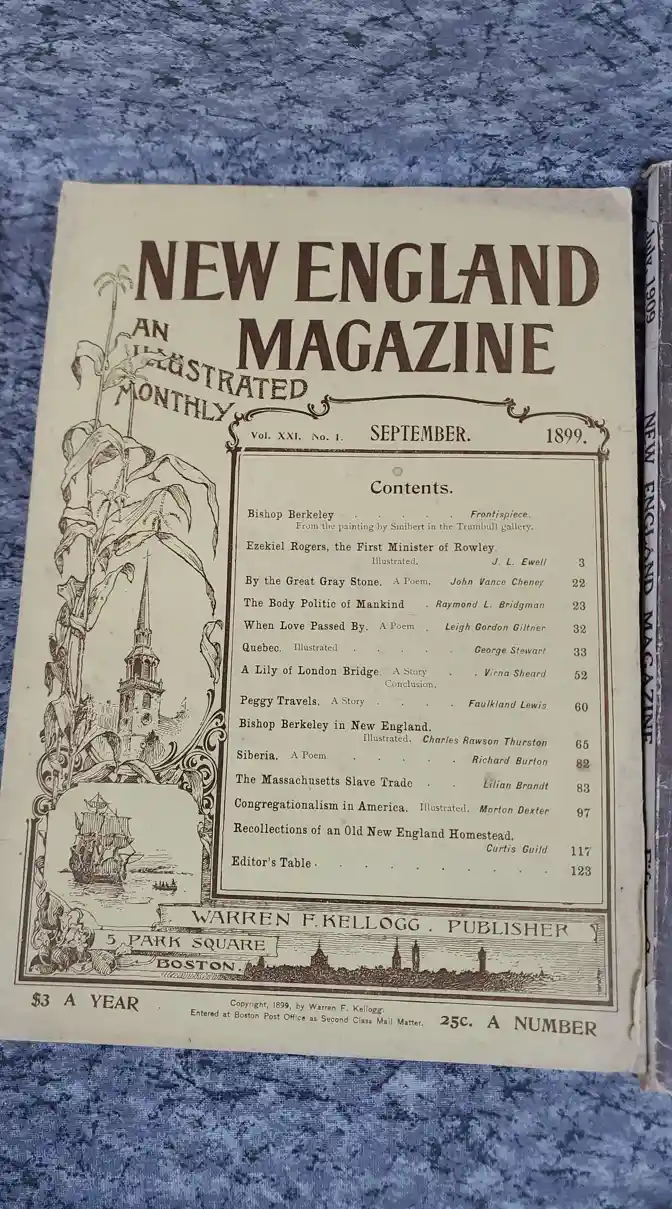 NEW ENGLAND
MAGAZINE
AN
ILLUSTRATED
MONTHLY
Vol. XXI. No. 1. SEPTEMBER. 1899.
Contents.
Bishop Berkeley . . . . . Frontispiece.
From the painting by Smibert in the Trumbull gallery.
Ezekiel Rogers, the First Minister of Rowley
Illustrated. J. L. Ewell 3
By the Great Gray Stone. A Poem. John Vance Cheney 22
The Body Politic of Mankind . Raymond L. Bridgman 23
When Love Passed By. A Poem . Leigh Gordon Giltner 32
Quebec. Illustrated . . . . George Stewart 33
A Lily of London Bridge. A Story . . Virna Sheard 52
Conclusion.
Peggy Travels. A Story . . . . Faulkland Lewis 60
Bishop Berkeley in New England.
Illustrated. Charles Rawson Thurston 65
Siberia. A Poem . . . . . Richard Burton 82
The Massachusetts Slave Trade . . Lilian Brandt 83
Congregationalism in America. Illustrated. Morton Dexter 97
Recollections of an Old New England Homestead.
Curtis Guild 117
Editor's Table . . . . . . . . . . 123
WARREN F. KELLOGG . PUBLISHER
5 PARK SQUARE
BOSTON.
$3 A YEAR
Copyright, 1899, by Warren F. Kellogg.
Entered at Boston Post Office as Second Class Mail Matter.
25c. A NUMBER
July, 1909
NEW ENGLAND MAGAZINE